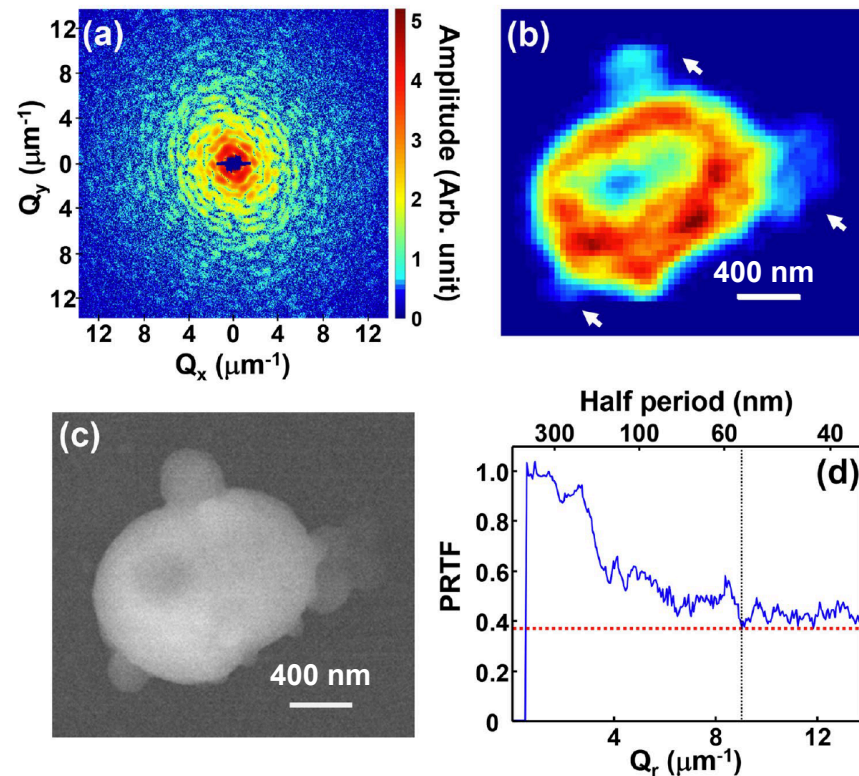 (a)
12
8
4
0
4
8
12
Qy (μm-1)
12 8 4 0 4 8 12
Qx (μm-1)
5
4
3
2
1
0
Amplitude (Arb. unit)
(b)
400 nm
(c)
400 nm
Half period (nm)
300 100 60 40
(d)
1.0
0.8
0.6
0.4
0.2
0
PRTF
4 8 12
Qr (μm-1)